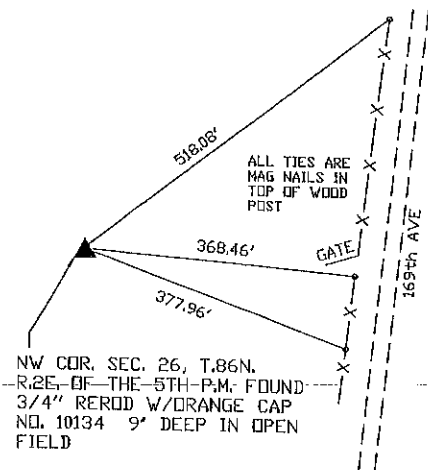 518.08'
ALL TIES ARE
MAG NAILS IN
TOP OF WOOD
POST
368.46'
GATE
377.96'
169th AVE
NW COR. SEC. 26, T.86N.
R.2E. OF THE 5TH P.M. FOUND
3/4" REROD W/ORANGE CAP
NO. 10134 9" DEEP IN OPEN
FIELD